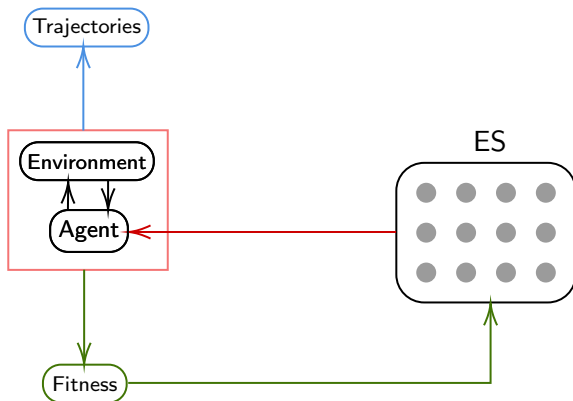 Trajectories
Environment
Agent
ES
Fitness